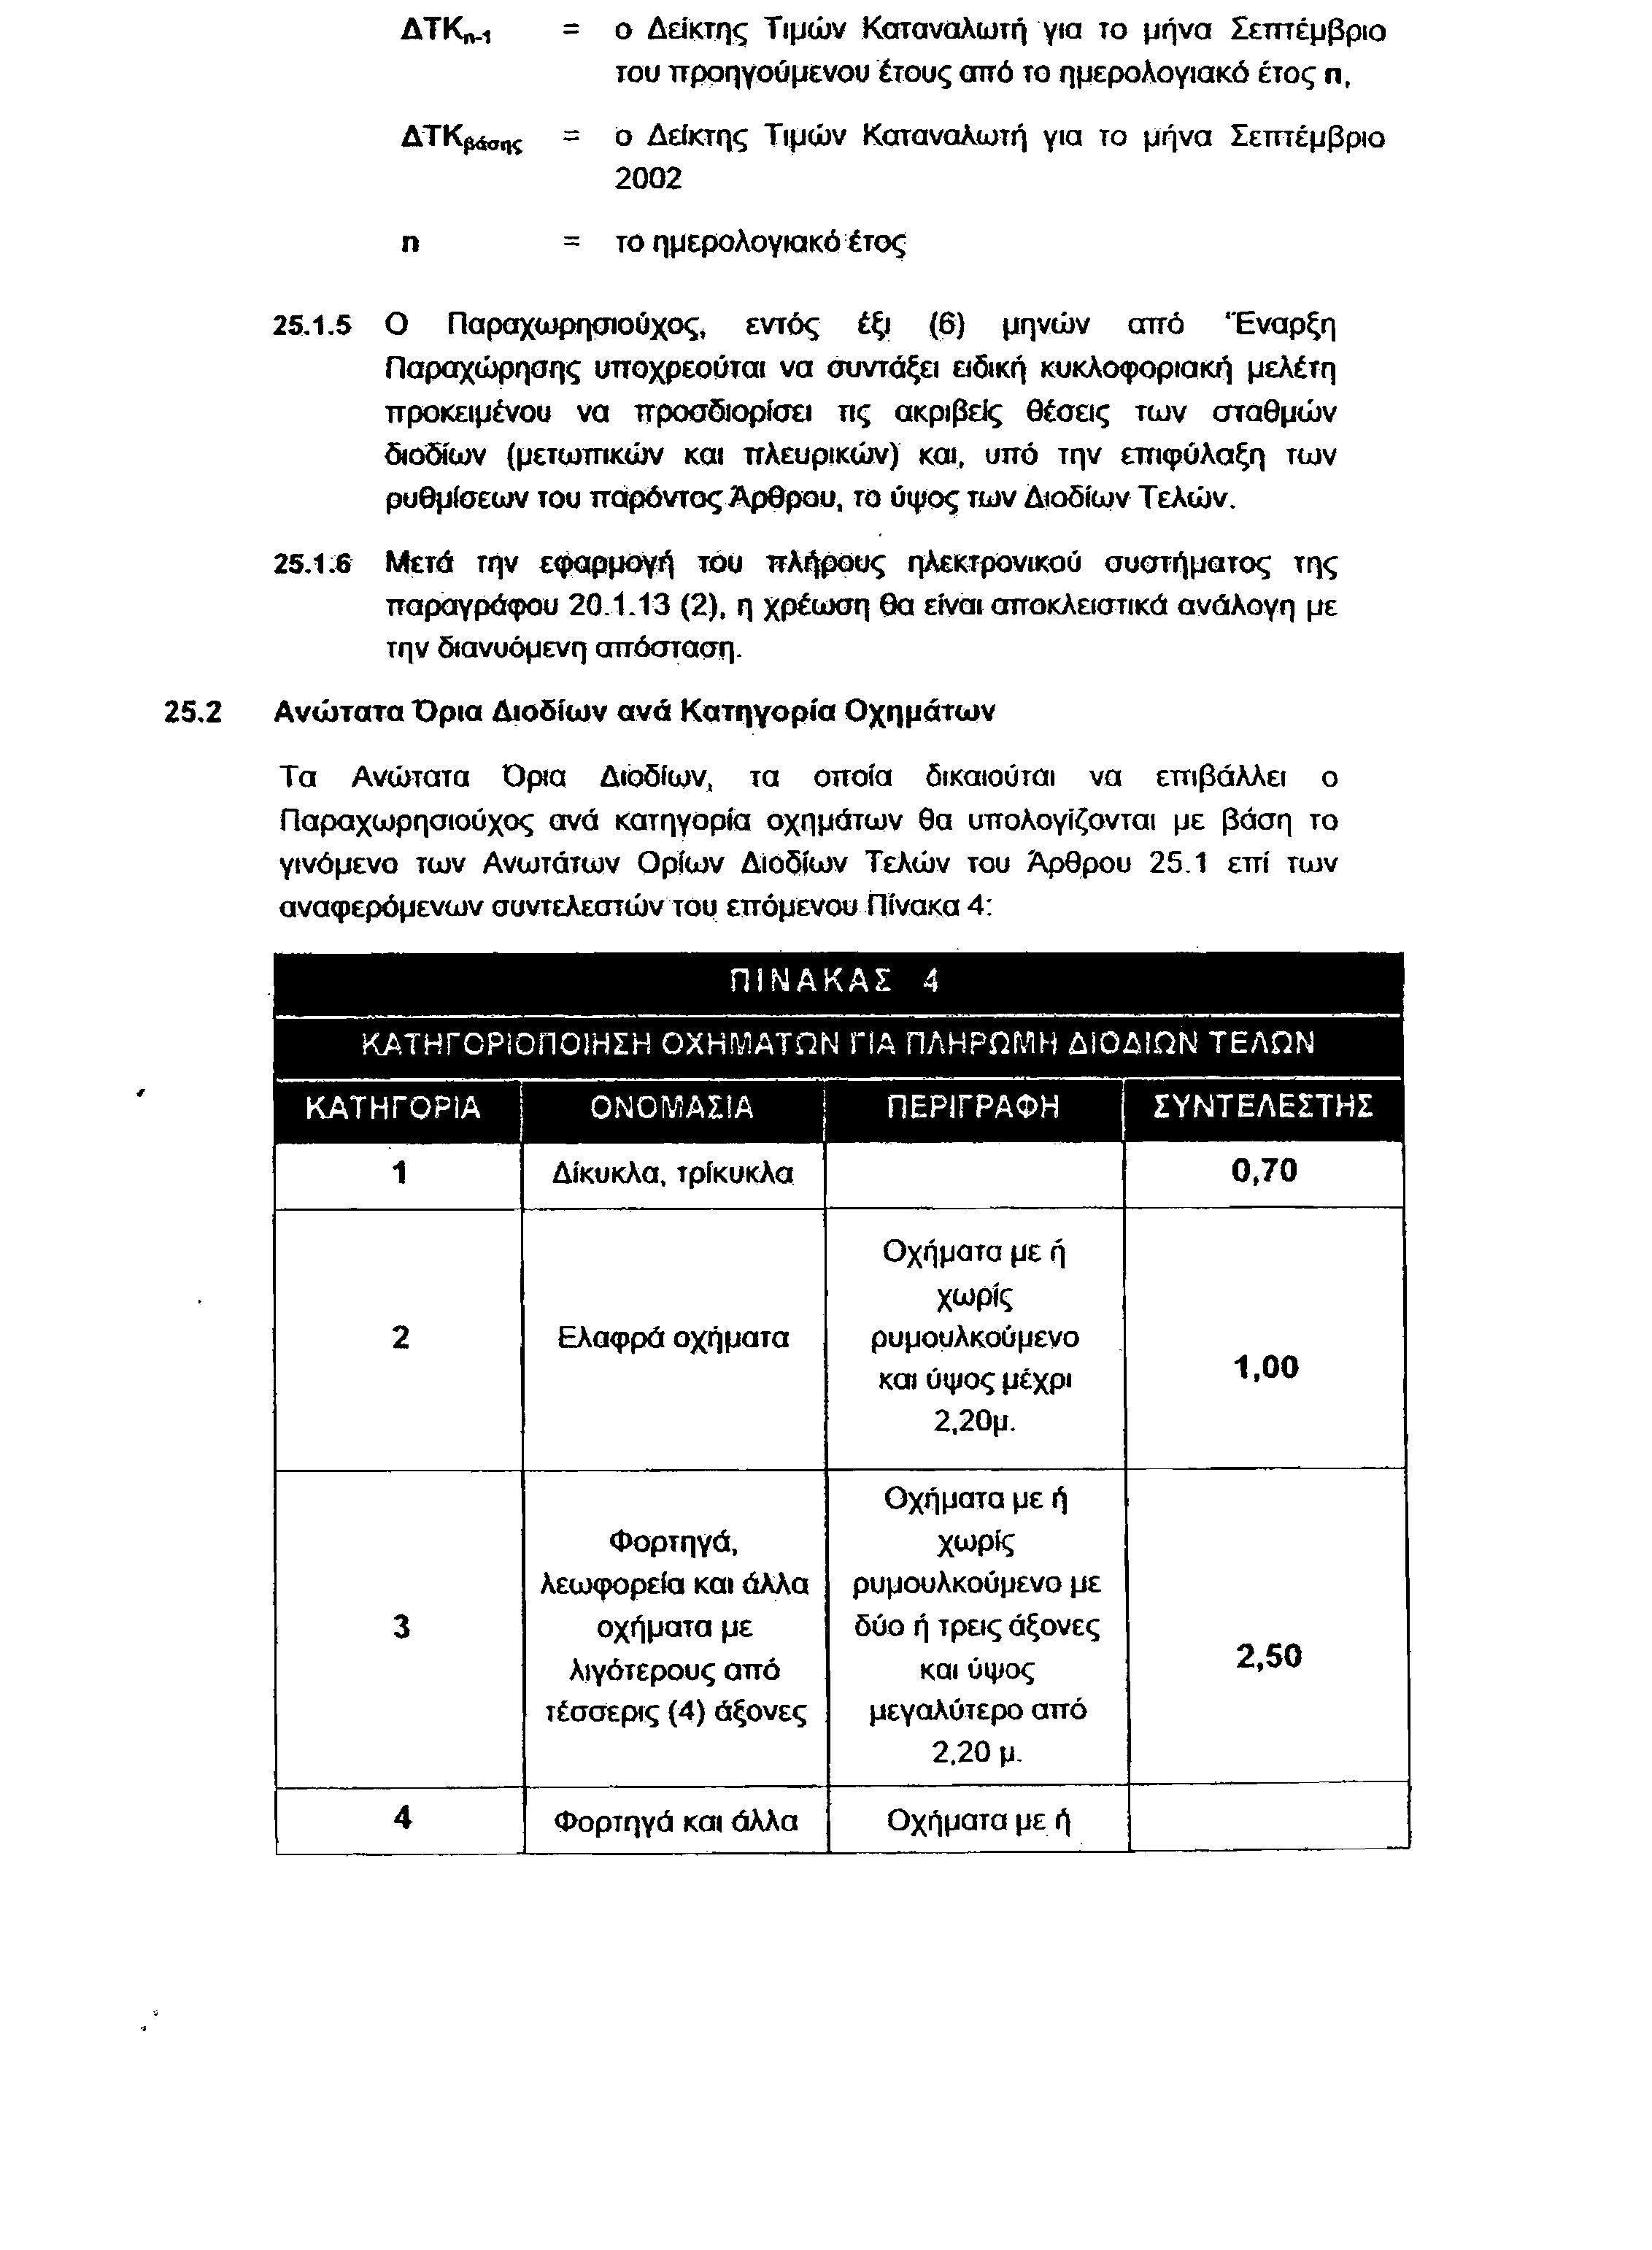 ΔΤΚn-1 = ο Δείκτης Τιμών Καταναλωτή για το μήνα Σεπτέμβριο
του προηγούμενου έτους από το ημερολογιακό έτος n,
ΔΤΚβάσης = ο Δείκτης Τιμών Καταναλωτή για το μήνα Σεπτέμβριο
2002
n = το ημερολογιακό έτος
25.1.5 Ο Παραχωρησιούχος, εντός έξι (6) μηνών από Έναρξη
Παραχώρησης υποχρεούται να συντάξει ειδική κυκλοφοριακή μελέτη
προκειμένου να προσδιορίσει τις ακριβείς θέσεις των σταθμών
διοδίων (μετωπικών και πλευρικών) και, υπό την επιφύλαξη των
ρυθμίσεων του παρόντος Άρθρου, το ύψος των Διοδίων Τελών.
25.1.6 Μετά την εφαρμογή του πλήρους ηλεκτρονικού συστήματος της
παραγράφου 20.1.13 (2), η χρέωση θα είναι αποκλειστικά ανάλογη με
την διανυόμενη απόσταση.
25.2 Ανώτατα Όρια Διοδίων ανά Κατηγορία Οχημάτων
Τα Ανώτατα Όρια Διοδίων, τα οποία δικαιούται να επιβάλλει ο
Παραχωρησιούχος ανά κατηγορία οχημάτων θα υπολογίζονται με βάση το
γινόμενο των Ανωτάτων Ορίων Διοδίων Τελών του Άρθρου 25.1 επί των
αναφερόμενων συντελεστών του επόμενου Πίνακα 4:
ΠΙΝΑΚΑΣ 4
ΚΑΤΗΓΟΡΙΟΠΟΙΗΣΗ ΟΧΗΜΑΤΩΝ ΓΙΑ ΠΛΗΡΩΜΗ ΔΙΟΔΙΩΝ ΤΕΛΩΝ
ΚΑΤΗΓΟΡΙΑ ΟΝΟΜΑΣΙΑ ΠΕΡΙΓΡΑΦΗ ΣΥΝΤΕΛΕΣΤΗΣ
1 Δίκυκλα, τρίκυκλα 0,70
2
Ελαφρά οχήματα
Οχήματα με ή
χωρίς
ρυμουλκούμενο
και ύψος μέχρι
2,20μ.
1,00
3
Φορτηγά,
λεωφορεία και άλλα
οχήματα με
λιγότερους από
τέσσερις (4) άξονες
Οχήματα με ή
χωρίς
ρυμουλκούμενο με
δύο ή τρεις άξονες
και ύψος
μεγαλύτερο από
2,20 μ.
2,50
4 Φορτηγά και άλλα Οχήματα με ή